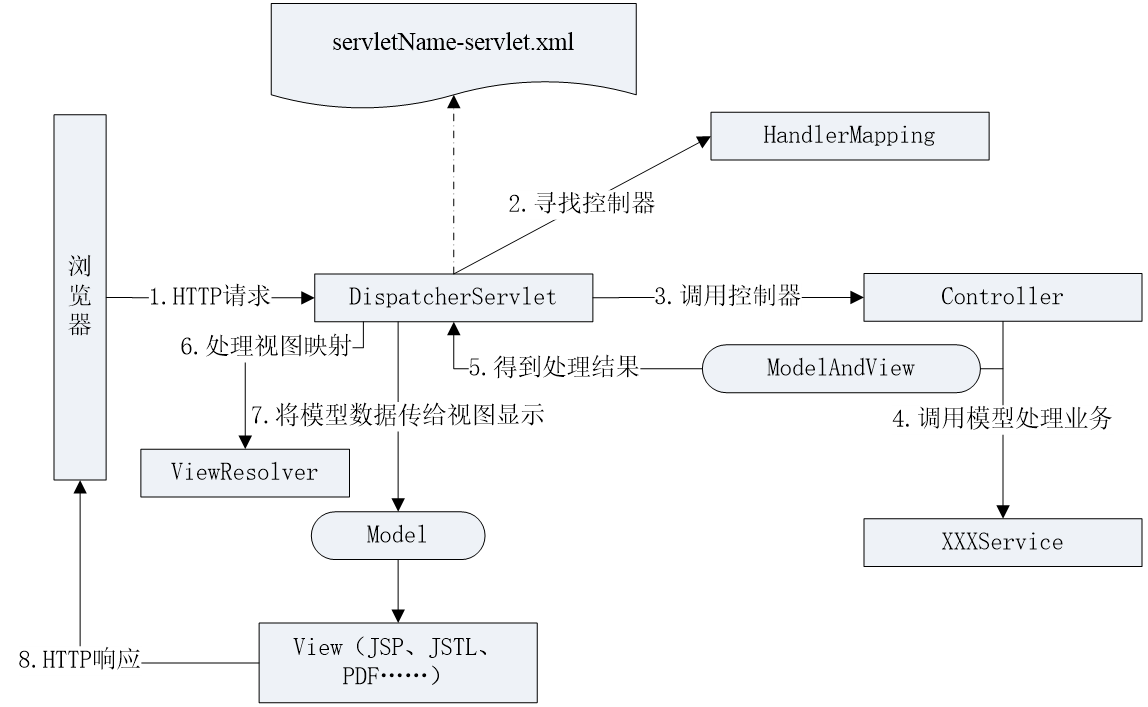 servletName-servlet.xml
HandlerMapping
2.寻找控制器
浏
览
器
1.HTTP请求
DispatcherServlet
3.调用控制器
Controller
6.处理视图映射
5.得到处理结果
ModelAndView
7.将模型数据传给视图显示
4.调用模型处理业务
ViewResolver
Model
XXXService
View（JSP、JSTL、
PDF……）
8.HTTP响应